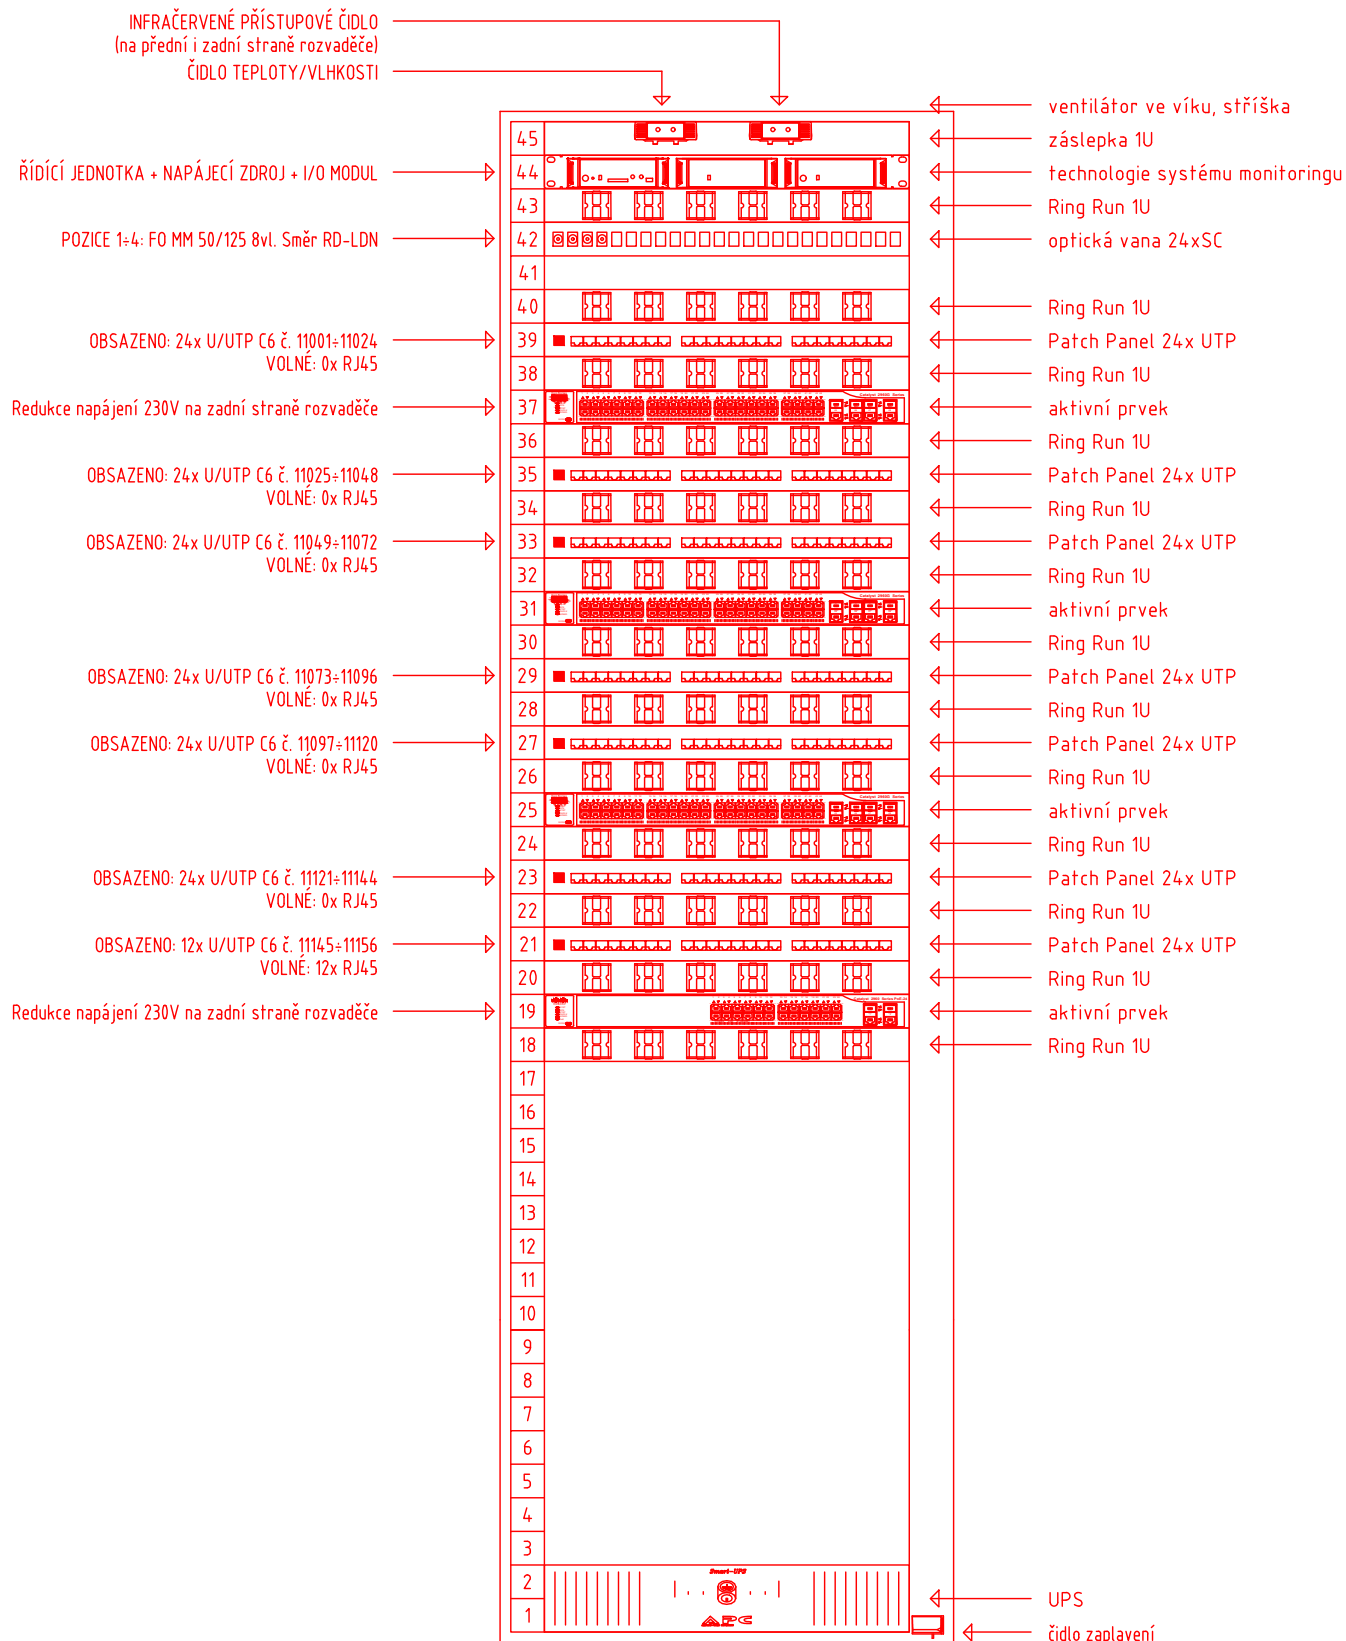 INFRAČERVENÉ PŘÍSTUPOVÉ ČIDLO
(na přední i zadní straně rozvaděče)
ČIDLO TEPLOTY/VLHKOSTI
ventilátor ve víku, stříška
45 záslepka 1U
ŘÍDÍCÍ JEDNOTKA + NAPÁJECÍ ZDROJ + I/O MODUL 44 technologie systému monitoringu
43 Ring Run 1U
POZICE 1÷4: FO MM 50/125 8vl. Směr RD-LDN 42 optická vana 24xSC
41
40 Ring Run 1U
OBSAZENO: 24x U/UTP C6 č. 11001÷11024 39 Patch Panel 24x UTP
VOLNÉ: 0x RJ45
38 Ring Run 1U
Catalyst 2960G Series
Redukce napájení 230V na zadní straně rozvaděče 37 aktivní prvek
36 Ring Run 1U
OBSAZENO: 24x U/UTP C6 č. 11025÷11048 35 Patch Panel 24x UTP
VOLNÉ: 0x RJ45
34 Ring Run 1U
OBSAZENO: 24x U/UTP C6 č. 11049÷11072 33 Patch Panel 24x UTP
VOLNÉ: 0x RJ45
32 Ring Run 1U
Catalyst 2960G Series
31 aktivní prvek
30 Ring Run 1U
OBSAZENO: 24x U/UTP C6 č. 11073÷11096 29 Patch Panel 24x UTP
VOLNÉ: 0x RJ45
28 Ring Run 1U
OBSAZENO: 24x U/UTP C6 č. 11097÷11120 27 Patch Panel 24x UTP
VOLNÉ: 0x RJ45
26 Ring Run 1U
Catalyst 2960G Series
25 aktivní prvek
24 Ring Run 1U
OBSAZENO: 24x U/UTP C6 č. 11121÷11144 23 Patch Panel 24x UTP
VOLNÉ: 0x RJ45
22 Ring Run 1U
OBSAZENO: 12x U/UTP C6 č. 11145÷11156 21 Patch Panel 24x UTP
VOLNÉ: 12x RJ45
20 Ring Run 1U
Redukce napájení 230V na zadní straně rozvaděče 19 aktivní prvek
18 Ring Run 1U
17
16
15
14
13
12
11
10
9
8
7
6
5
4
3
Smart-UPS
2
UPS
1 APC
čidlo zaplavení